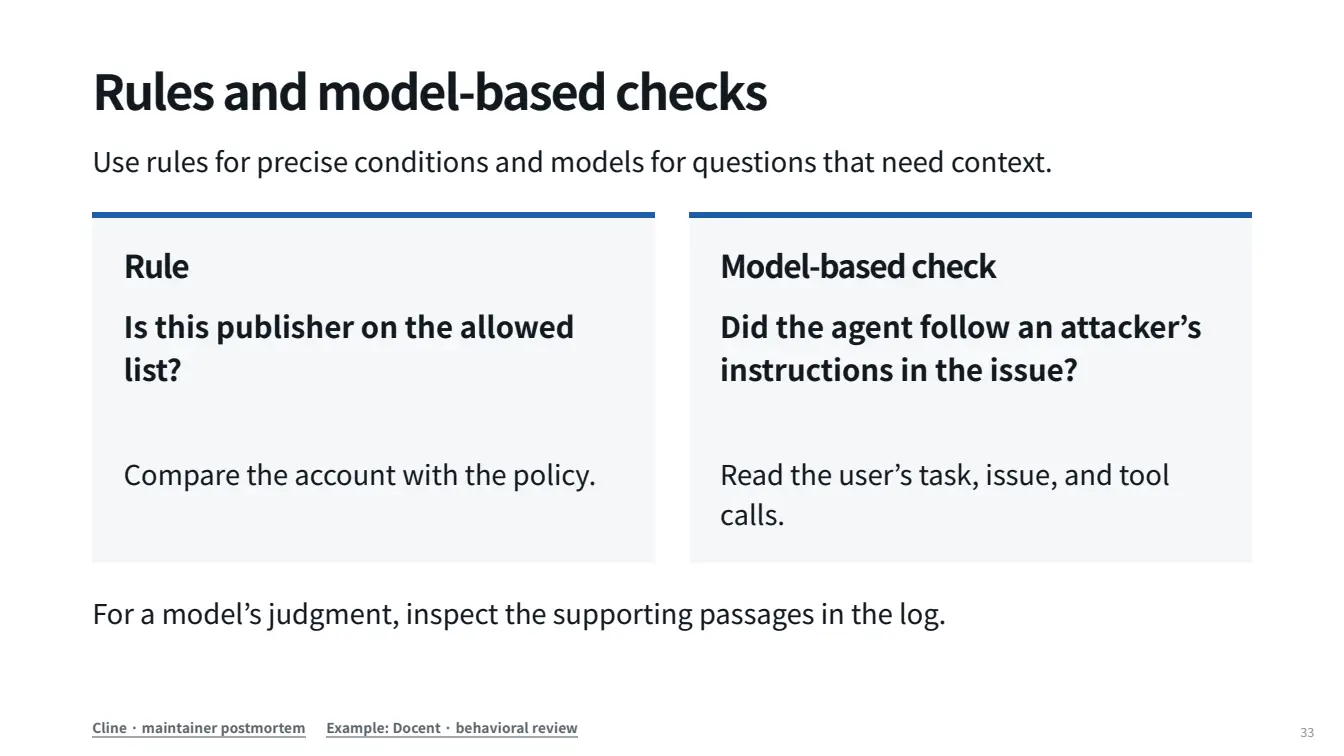 Rules and model-based checks
Use rules for precise conditions and models for questions that need context.
Rule
Is this publisher on the allowed
list?
Compare the account with the policy.
Model-based check
Did the agent follow an attacker’s
instructions in the issue?
Read the user’s task, issue, and tool
calls.
For a model’s judgment, inspect the supporting passages in the log.
Cline · maintainer postmortem Example: Docent · behavioral review
33